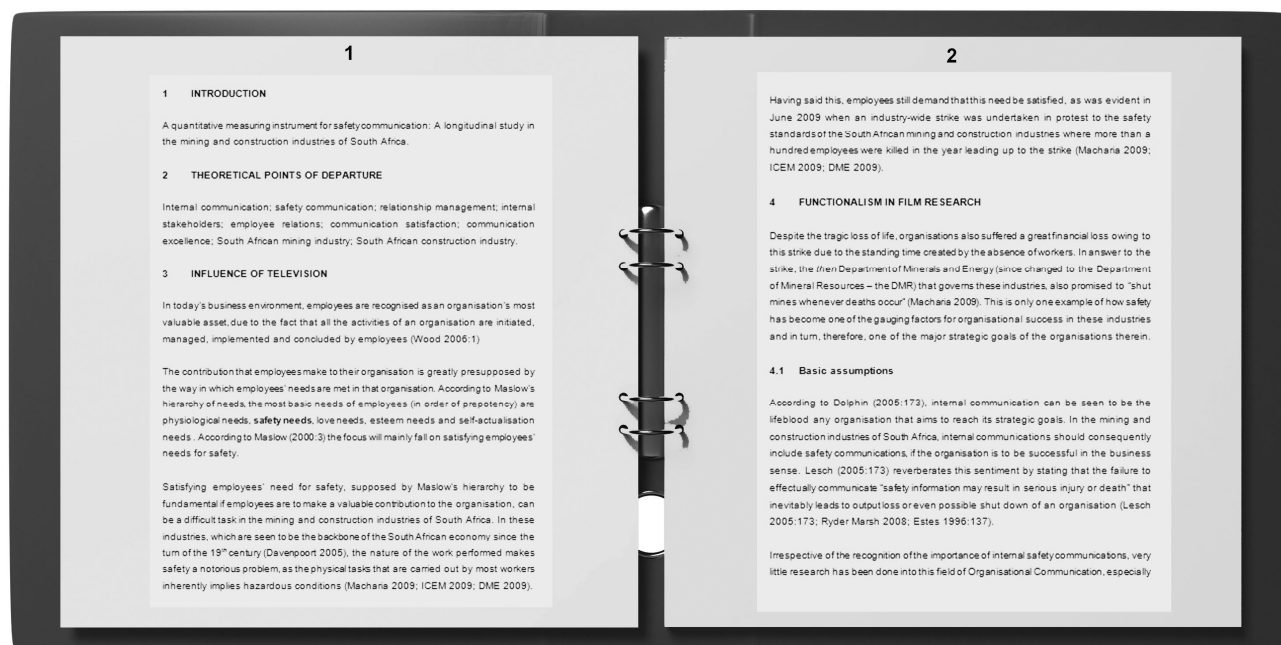 1
1 INTRODUCTION
A quantitative measuring instrument for safety communication: A longitudinal study in
the mining and construction industries of South Africa.
2 THEORETICAL POINTS OF DEPARTURE
Internal communication; safety communication; relationship management; internal
stakeholders; employee relations; communication satisfaction; communication
excellence; South African mining industry; South African construction industry.
3 INFLUENCE OF TELEVISION
In today's business environment, employees are recognised as an organisation's most
valuable asset, due to the fact that all the activities of an organisation are initiated,
managed, implemented and concluded by employees (Wood 2006:1)
The contribution that employees make to their organisation is greatly presupposed by
the way in which employees' needs are met in that organisation. According to Maslow's
hierarchy of needs, the most basic needs of employees (in order of prepotency) are
physiological needs, safety needs, love needs, esteem needs and self-actualisation
needs . According to Maslow (2000:3) the focus will mainly fall on satisfying employees'
needs for safety.
Satisfying employees' need for safety, supposed by Maslow's hierarchy to be
fundamental if employees are to make a valuable contribution to the organisation, can
be a difficult task in the mining and construction industries of South Africa. In these
industries, which are seen to be the backbone of the South African economy since the
turn of the 19th century (Davenpoort 2005), the nature of the work performed makes
safety a notorious problem, as the physical tasks that are carried out by most workers
inherently implies hazardous conditions (Macharia 2009; ICEM 2009; DME 2009).
2
Having said this, employees still demand that this need be satisfied, as was evident in
June 2009 when an industry-wide strike was undertaken in protest to the safety
standards of the South African mining and construction industries where more than a
hundred employees were killed in the year leading up to the strike (Macharia 2009;
ICEM 2009; DME 2009).
4 FUNCTIONALISM IN FILM RESEARCH
Despite the tragic loss of life, organisations also suffered a great financial loss owing to
this strike due to the standing time created by the absence of workers. In answer to the
strike, the then Department of Minerals and Energy (since changed to the Department
of Mineral Resources – the DMR) that governs these industries, also promised to "shut
mines whenever deaths occur" (Macharia 2009). This is only one example of how safety
has become one of the gauging factors for organisational success in these industries
and in turn, therefore, one of the major strategic goals of the organisations therein.
4.1 Basic assumptions
According to Dolphin (2005:173), internal communication can be seen to be the
lifeblood any organisation that aims to reach its strategic goals. In the mining and
construction industries of South Africa, internal communications should consequently
include safety communications, if the organisation is to be successful in the business
sense. Lesch (2005:173) reverberates this sentiment by stating that the failure to
effectually communicate "safety information may result in serious injury or death" that
inevitably leads to output loss or even possible shut down of an organisation (Lesch
2005:173; Ryder Marsh 2008; Estes 1996:137).
Irrespective of the recognition of the importance of internal safety communications, very
little research has been done into this field of Organisational Communication, especially